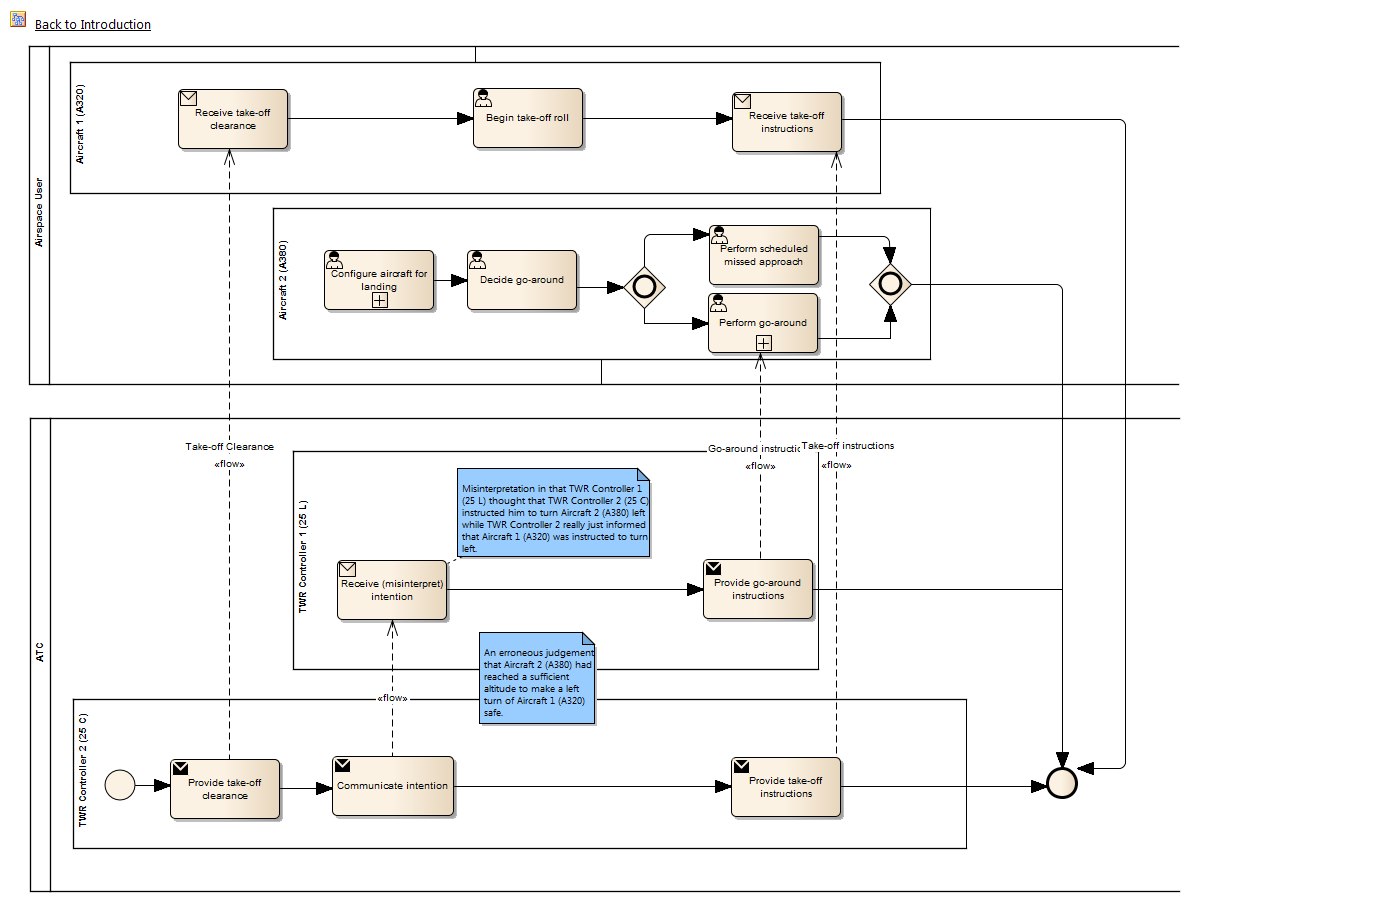 Back to Introduction
Airspace User
Aircraft 1 (A320)
Receive take-off
clearance
Begin take-off roll
Receive take-off
instructions
Aircraft 2 (A380)
Configure aircraft for
landing
Decide go-around
Perform scheduled
missed approach
Perform go-around
ATC
Take-off Clearance
«flow»
Go-around instructic
«flow»
Take-off instructions
«flow»
TWR Controller 1 (25 L)
Misinterpretation in that TWR Controller 1
(25 L) thought that TWR Controller 2 (25 C)
instructed him to turn Aircraft 2 (A380) left
while TWR Controller 2 really just informed
that Aircraft 1 (A320) was instructed to turn
left.
Receive (misinterpret)
intention
Provide go-around
instructions
An erroneous judgement
that Aircraft 2 (A380) had
reached a sufficient
altitude to make a left
turn of Aircraft 1 (A320)
safe.
«flow»
TWR Controller 2 (25 C)
Provide take-off
clearance
Communicate intention
Provide take-off
instructions